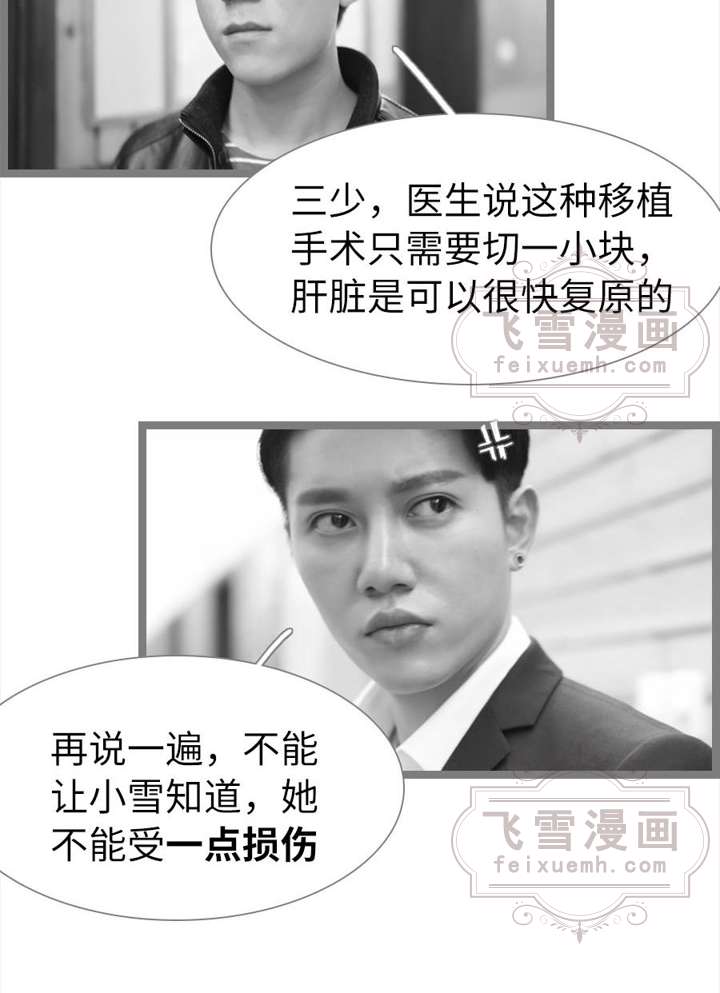 三少，医生说这种移植
手术只需要切一小块，
肝脏是可以很快复原的
飞雪漫画
feixuemh.com
再说一遍，不能
让小雪知道，她
不能受一点损伤
飞雪漫画
feixuemh.com